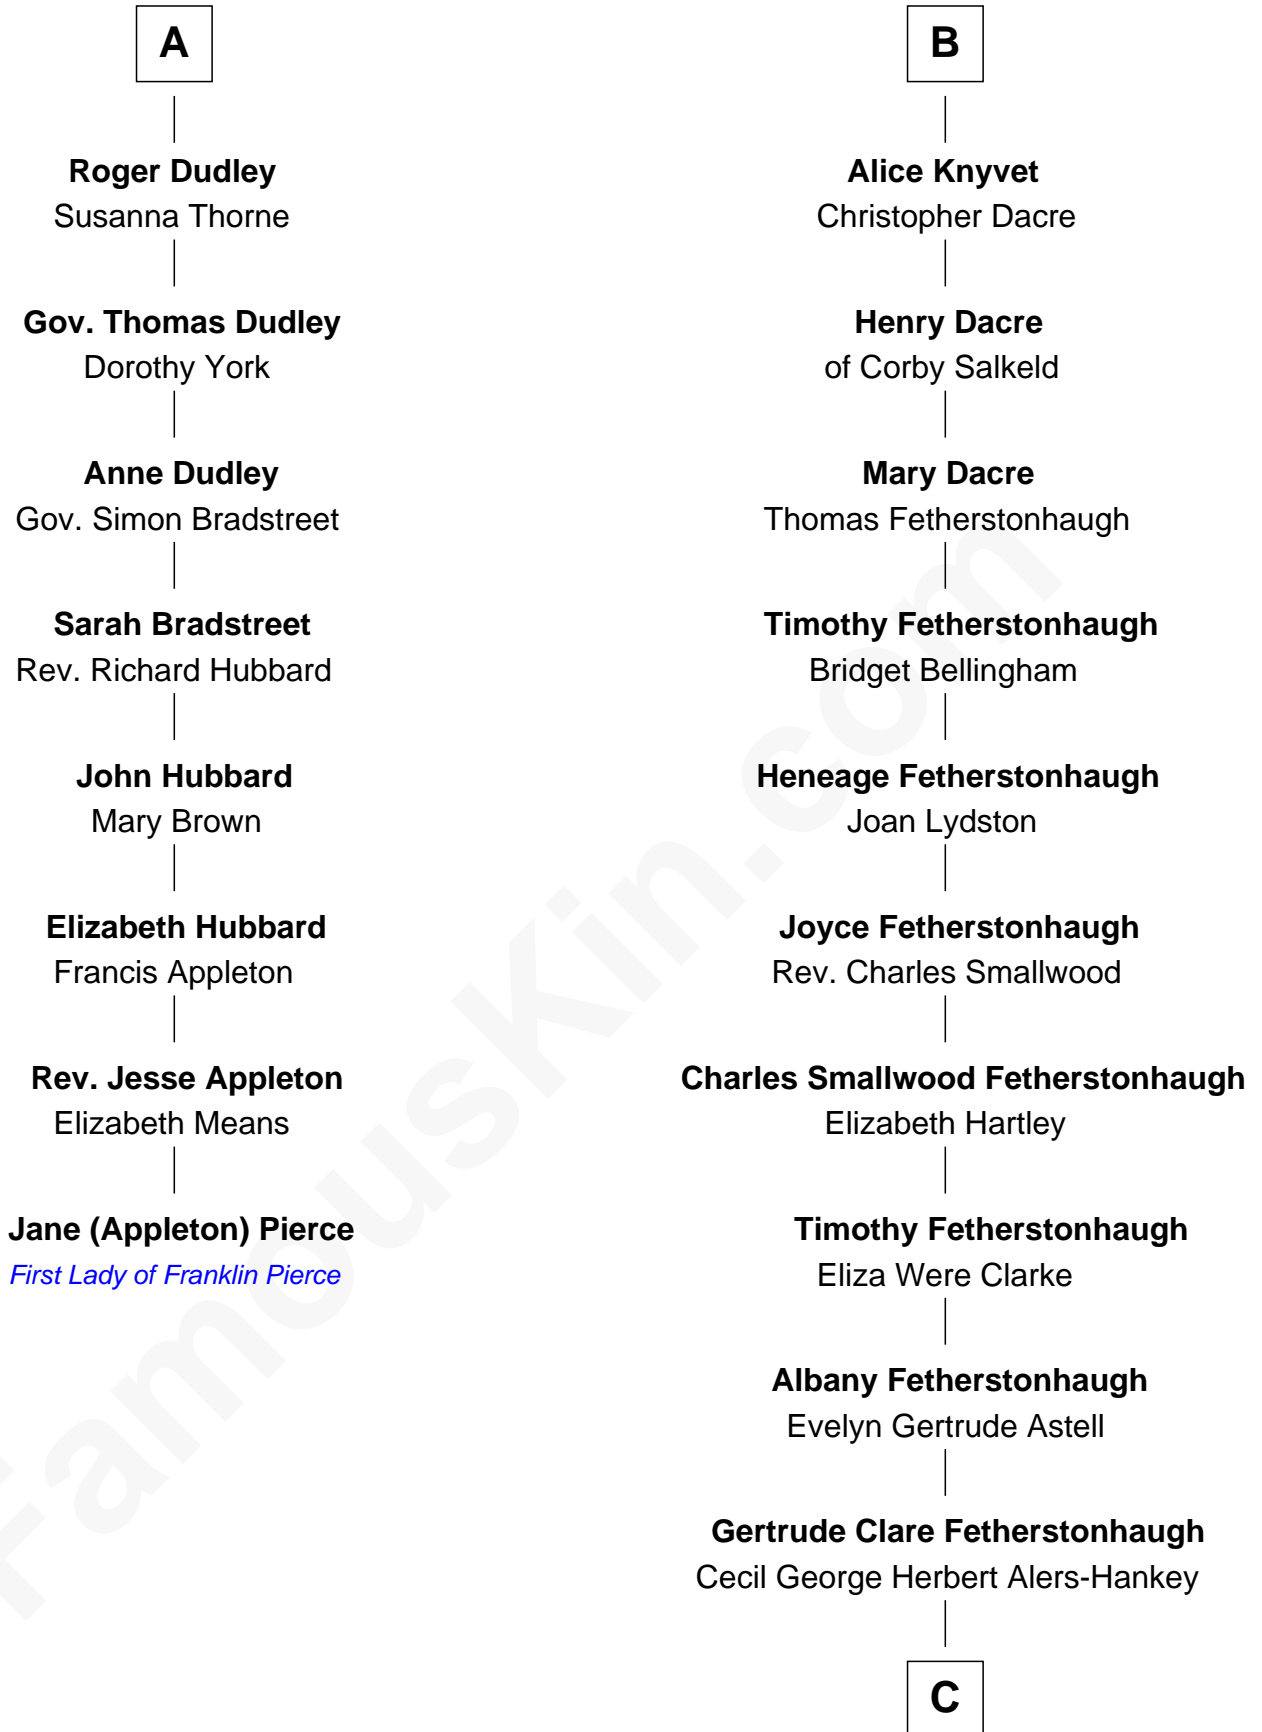 A
Roger Dudley
Susanna Thorne
Gov. Thomas Dudley
Dorothy York
Anne Dudley
Gov. Simon Bradstreet
Sarah Bradstreet
Rev. Richard Hubbard
John Hubbard
Mary Brown
Elizabeth Hubbard
Francis Appleton
Rev. Jesse Appleton
Elizabeth Means
Jane (Appleton) Pierce
First Lady of Franklin Pierce
B
Alice Knyvet
Christopher Dacre
Henry Dacre
of Corby Salkeld
Mary Dacre
Thomas Fetherstonhaugh
Timothy Fetherstonhaugh
Bridget Bellingham
Heneage Fetherstonhaugh
Joan Lydston
Joyce Fetherstonhaugh
Rev. Charles Smallwood
Charles Smallwood Fetherstonhaugh
Elizabeth Hartley
Timothy Fetherstonhaugh
Eliza Were Clarke
Albany Fetherstonhaugh
Evelyn Gertrude Astell
Gertrude Clare Fetherstonhaugh
Cecil George Herbert Alers-Hankey
C
FamousKin.com